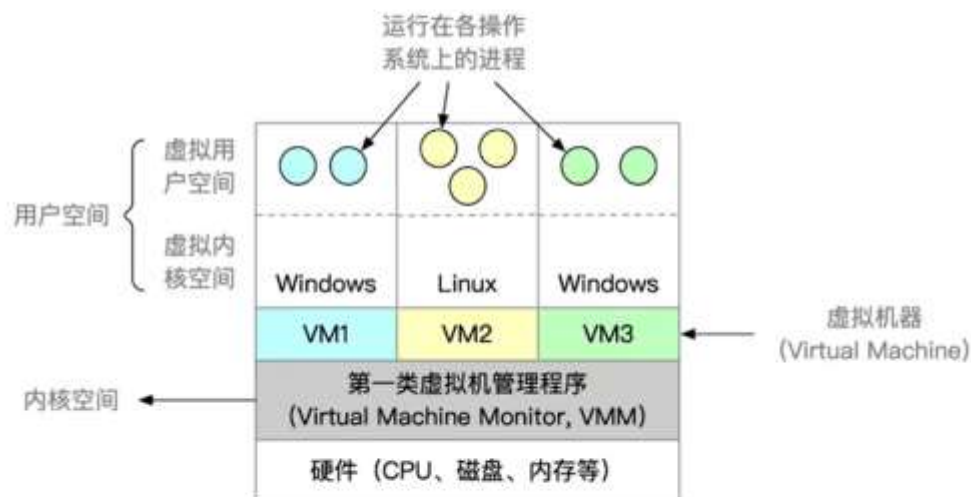 运行在各操作
系统上的进程
虚拟用
户空间
用户空间
虚拟内
核空间
Windows
Linux
Windows
VM1
VM2
VM3
虚拟机器
(Virtual Machine)
第一类虚拟机管理程序
(Virtual Machine Monitor, VMM)
内核空间
硬件（CPU、磁盘、内存等）